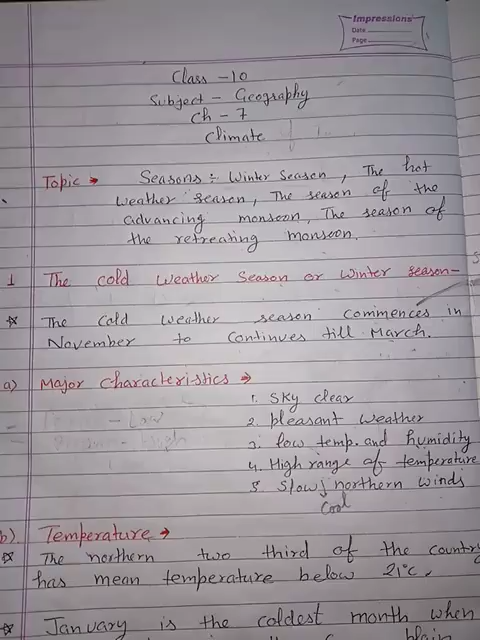 Impressions
Date
Page
Class - 10
Subject - Geography
Ch - 7
Climate
Topic → Seasons :- Winter Season, The hot
weather season, The season of the
advancing monsoon, The season of
the retreating monsoon.
1 The cold weather Season or Winter season-
☆ The cold weather season commences in
November to continues till March.
a) Major Characteristics →
1. Sky clear
2. pleasant weather
3. low temp. and humidity
4. High range of temperature
5. Slow, northern winds
cool
b). Temperature →
☆ The northern two third of the country
has mean temperature below 21°c.
☆ January is the coldest month when